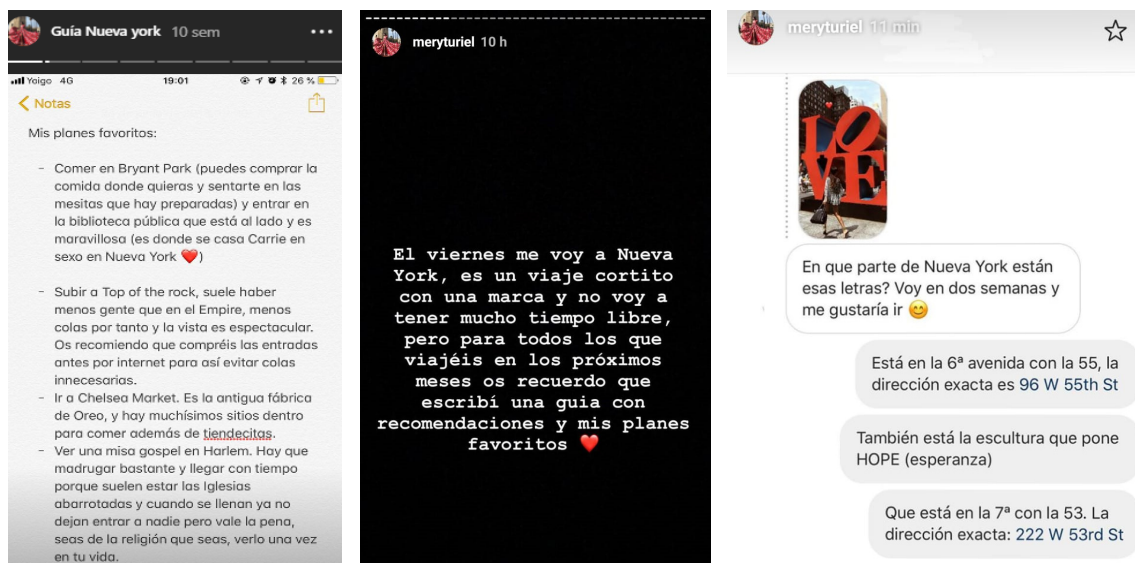 Guía Nueva york 10 sem
Yoigo 4G 19:01 26 %
Notas
Mis planes favoritos:
- Comer en Bryant Park (puedes comprar la
comida donde quieras y sentarte en las
mesitas que hay preparadas) y entrar en
la biblioteca pública que está al lado y es
maravillosa (es donde se casa Carrie en
sexo en Nueva York ❤️)
- Subir a Top of the rock, suele haber
menos gente que en el Empire, menos
colas por tanto y la vista es espectacular.
Os recomiendo que compréis las entradas
antes por internet para así evitar colas
innecesarias.
- Ir a Chelsea Market. Es la antigua fábrica
de Oreo, y hay muchísimos sitios dentro
para comer además de tiendecitas.
- Ver una misa gospel en Harlem. Hay que
madrugar bastante y llegar con tiempo
porque suelen estar las Iglesias
abarrotadas y cuando se llenan ya no
dejan entrar a nadie pero vale la pena,
seas de la religión que seas, verlo una vez
en tu vida.
meryturiel 10 h
El viernes me voy a Nueva
York, es un viaje cortito
con una marca y no voy a
tener mucho tiempo libre,
pero para todos los que
viajéis en los próximos
meses os recuerdo que
escribí una guia con
recomendaciones y mis planes
favoritos ❤️
meryturiel 11 min
LO
VE
En que parte de Nueva York están
esas letras? Voy en dos semanas y
me gustaría ir 😊
Está en la 6ª avenida con la 55, la
dirección exacta es 96 W 55th St
También está la escultura que pone
HOPE (esperanza)
Que está en la 7ª con la 53. La
dirección exacta: 222 W 53rd St